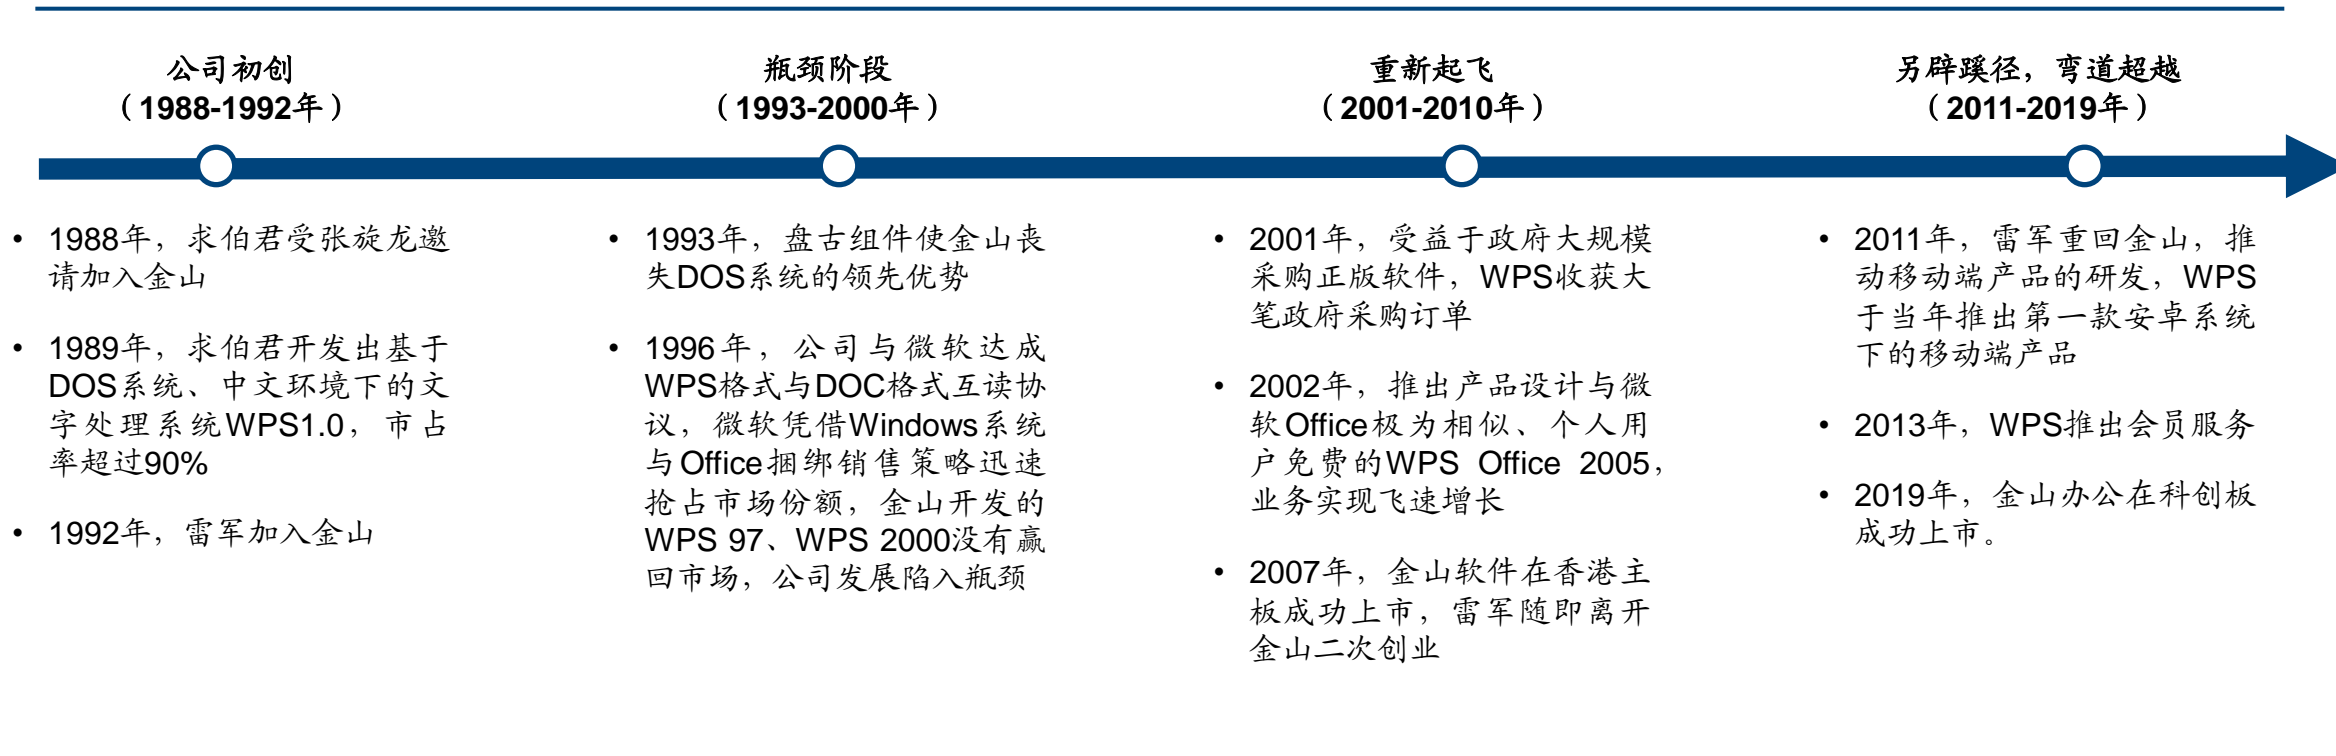 公司初创
（1988-1992年）
• 1988年，求伯君受张旋龙邀
请加入金山
• 1989年，求伯君开发出基于
DOS系统、中文环境下的文
字处理系统WPS1.0，市占
率超过90%
• 1992年，雷军加入金山
瓶颈阶段
（1993-2000年）
• 1993年，盘古组件使金山丧
失DOS系统的领先优势
• 1996年，公司与微软达成
WPS格式与DOC格式互读协
议，微软凭借Windows系统
与Office捆绑销售策略迅速
抢占市场份额，金山开发的
WPS 97、WPS 2000没有赢
回市场，公司发展陷入瓶颈
重新起飞
（2001-2010年）
• 2001年，受益于政府大规模
采购正版软件，WPS收获大
笔政府采购订单
• 2002年，推出产品设计与微
软Office极为相似、个人用
户免费的WPS Office 2005，
业务实现飞速增长
• 2007年，金山软件在香港主
板成功上市，雷军随即离开
金山二次创业
另辟蹊径，弯道超越
（2011-2019年）
• 2011年，雷军重回金山，推
动移动端产品的研发，WPS
于当年推出第一款安卓系统
下的移动端产品
• 2013年，WPS推出会员服务
• 2019年，金山办公在科创板
成功上市。